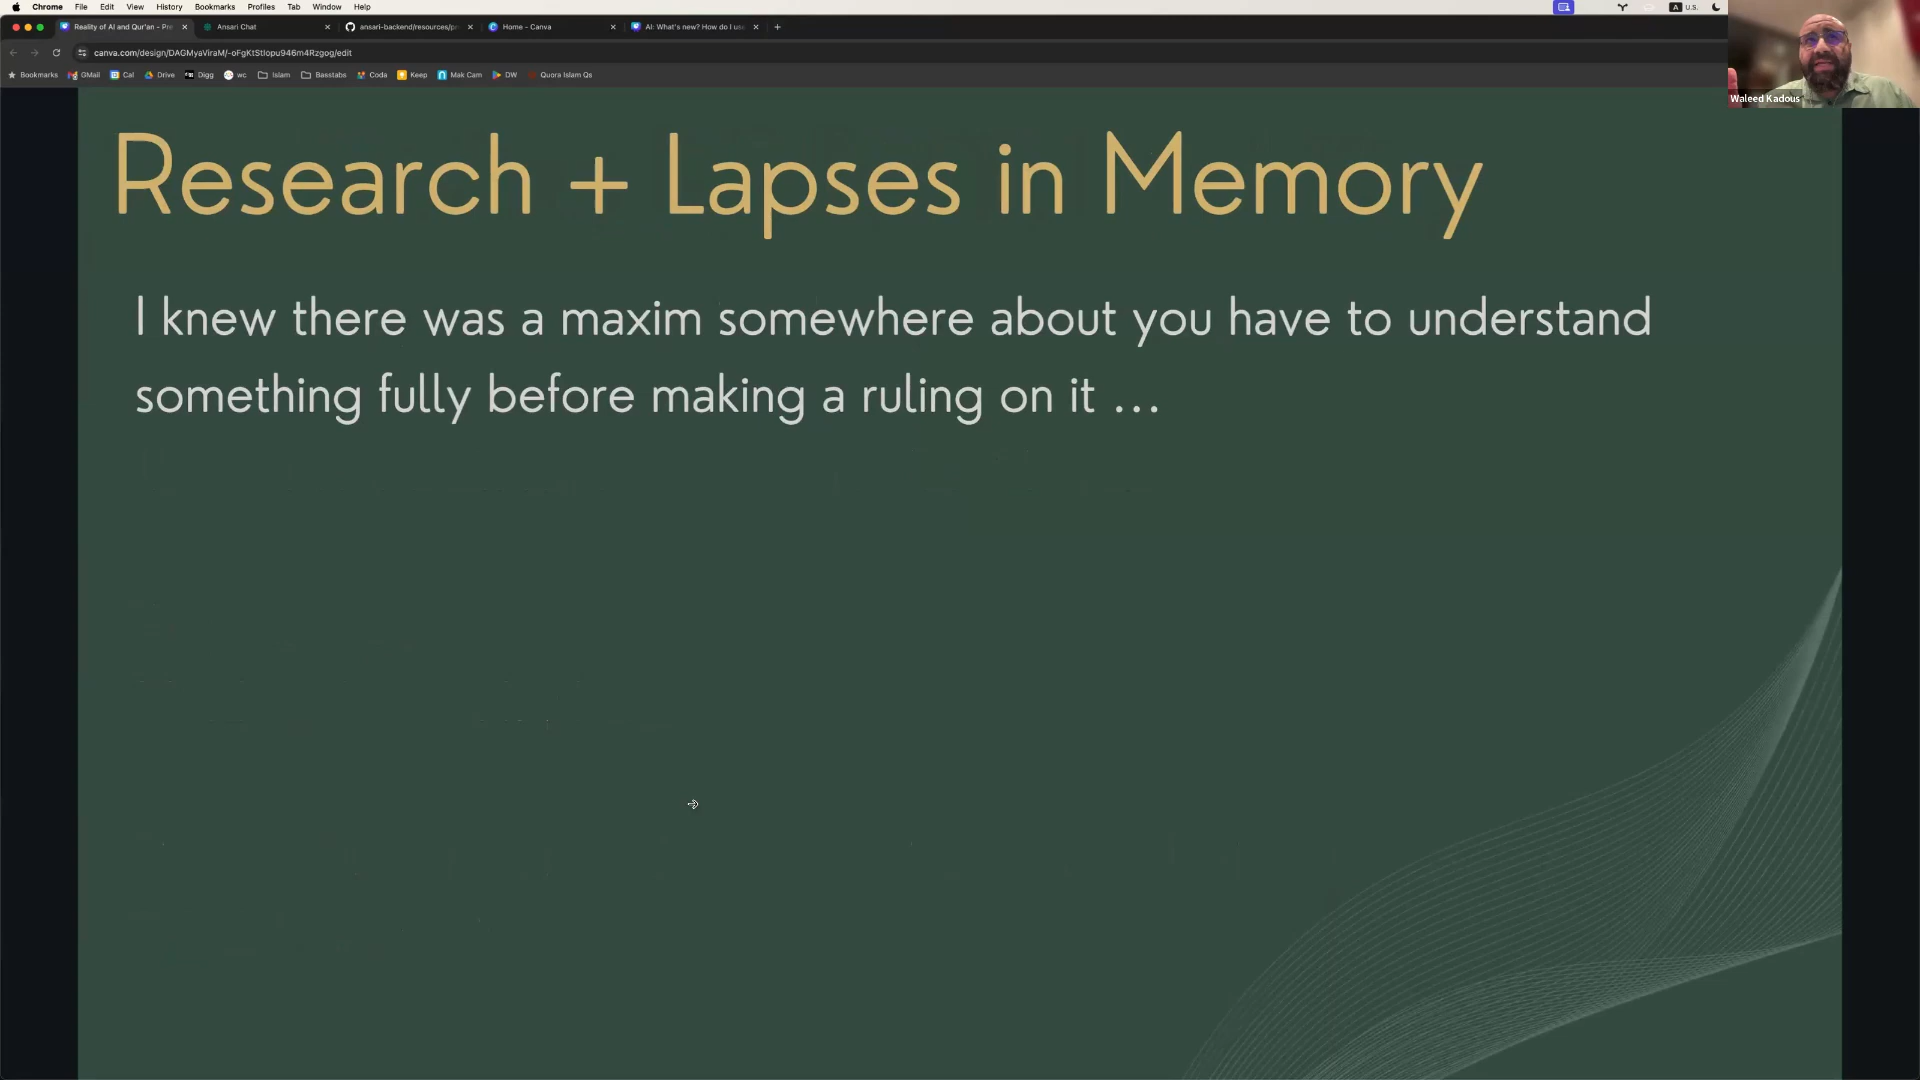 Chrome File Edit View History Bookmarks Profiles Tab Window Help
A U.S.
Reality of AI and Qur'an - Pre
Ansari Chat
ansari-backend/resources/pr
Home - Canva
AI: What's new? How do I use
canva.com/design/DAGMyaViraM/-oFgKtStIopu946m4Rzgog/edit
Bookmarks GMail Cal Drive Digg wc Islam Basstabs Coda Keep Mak Cam DW Quora Islam Qs
Waleed Kadous
Research + Lapses in Memory
I knew there was a maxim somewhere about you have to understand
something fully before making a ruling on it ...